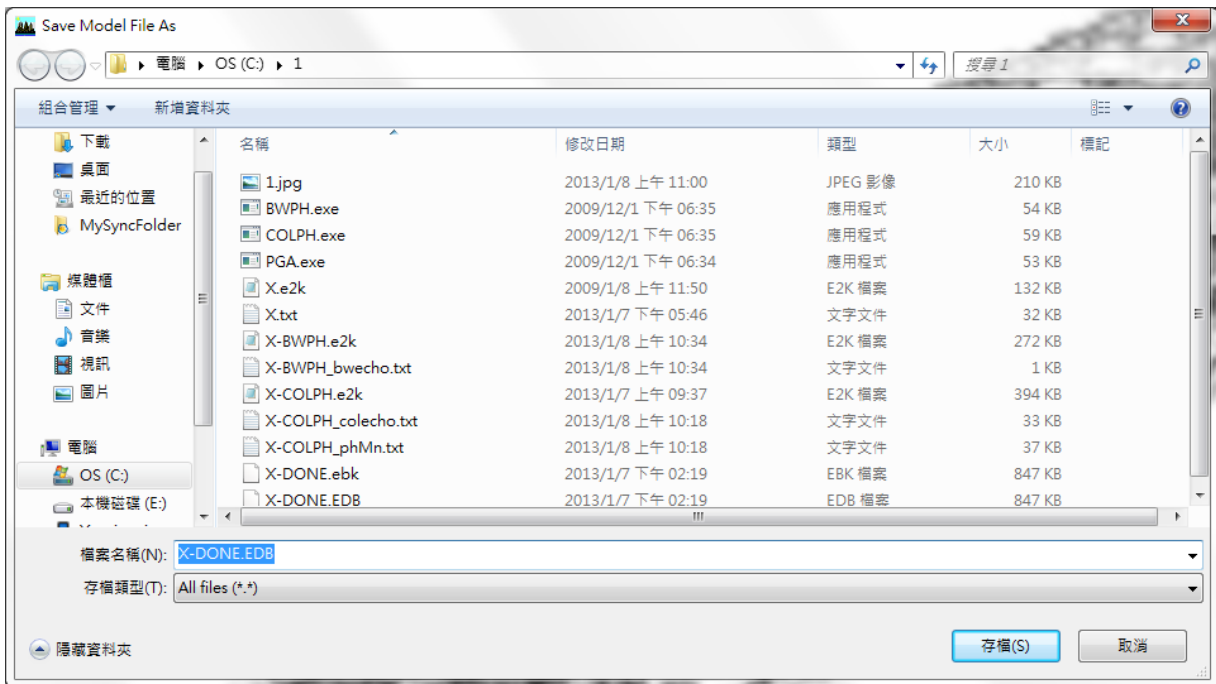 Save Model File As
電腦 OS (C:) 1
搜尋 1
組合管理 新增資料夾
下載
桌面
最近的位置
MySyncFolder
媒體櫃
文件
音樂
視訊
圖片
電腦
OS (C:)
本機磁碟 (E:)
名稱 修改日期 類型 大小 標記
1.jpg 2013/1/8 上午 11:00 JPEG 影像 210 KB
BWPH.exe 2009/12/1 下午 06:35 應用程式 54 KB
COLPH.exe 2009/12/1 下午 06:35 應用程式 59 KB
PGA.exe 2009/12/1 下午 06:34 應用程式 53 KB
X.e2k 2009/1/8 上午 11:50 E2K 檔案 132 KB
X.txt 2013/1/7 下午 05:46 文字文件 32 KB
X-BWPH.e2k 2013/1/8 上午 10:34 E2K 檔案 272 KB
X-BWPH_bwecho.txt 2013/1/8 上午 10:34 文字文件 1 KB
X-COLPH.e2k 2013/1/7 上午 09:37 E2K 檔案 394 KB
X-COLPH_colecho.txt 2013/1/8 上午 10:18 文字文件 33 KB
X-COLPH_phMn.txt 2013/1/8 上午 10:18 文字文件 37 KB
X-DONE.ebk 2013/1/7 下午 02:19 EBK 檔案 847 KB
X-DONE.EDB 2013/1/7 下午 02:19 EDB 檔案 847 KB
檔案名稱(N): X-DONE.EDB
存檔類型(T): All files (*.*)
隱藏資料夾
存檔(S) 取消